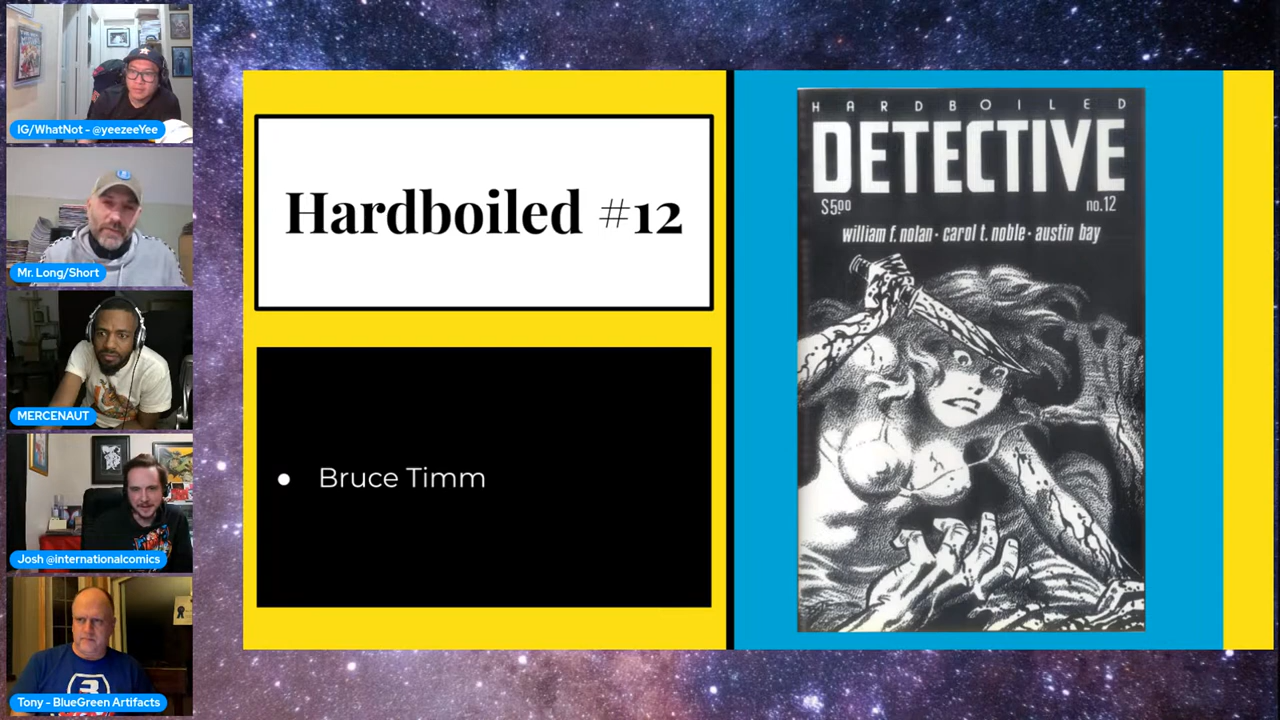 IG/WhatNot - @yeezeeYee
Mr. Long/Short
MERCENAUT
Josh @internationalcomics
Tony - BlueGreen Artifacts
Hardboiled #12
• Bruce Timm
HARDBOILED
DETECTIVE
$5.00
no.12
william f. nolan · carol t. noble · austin bay